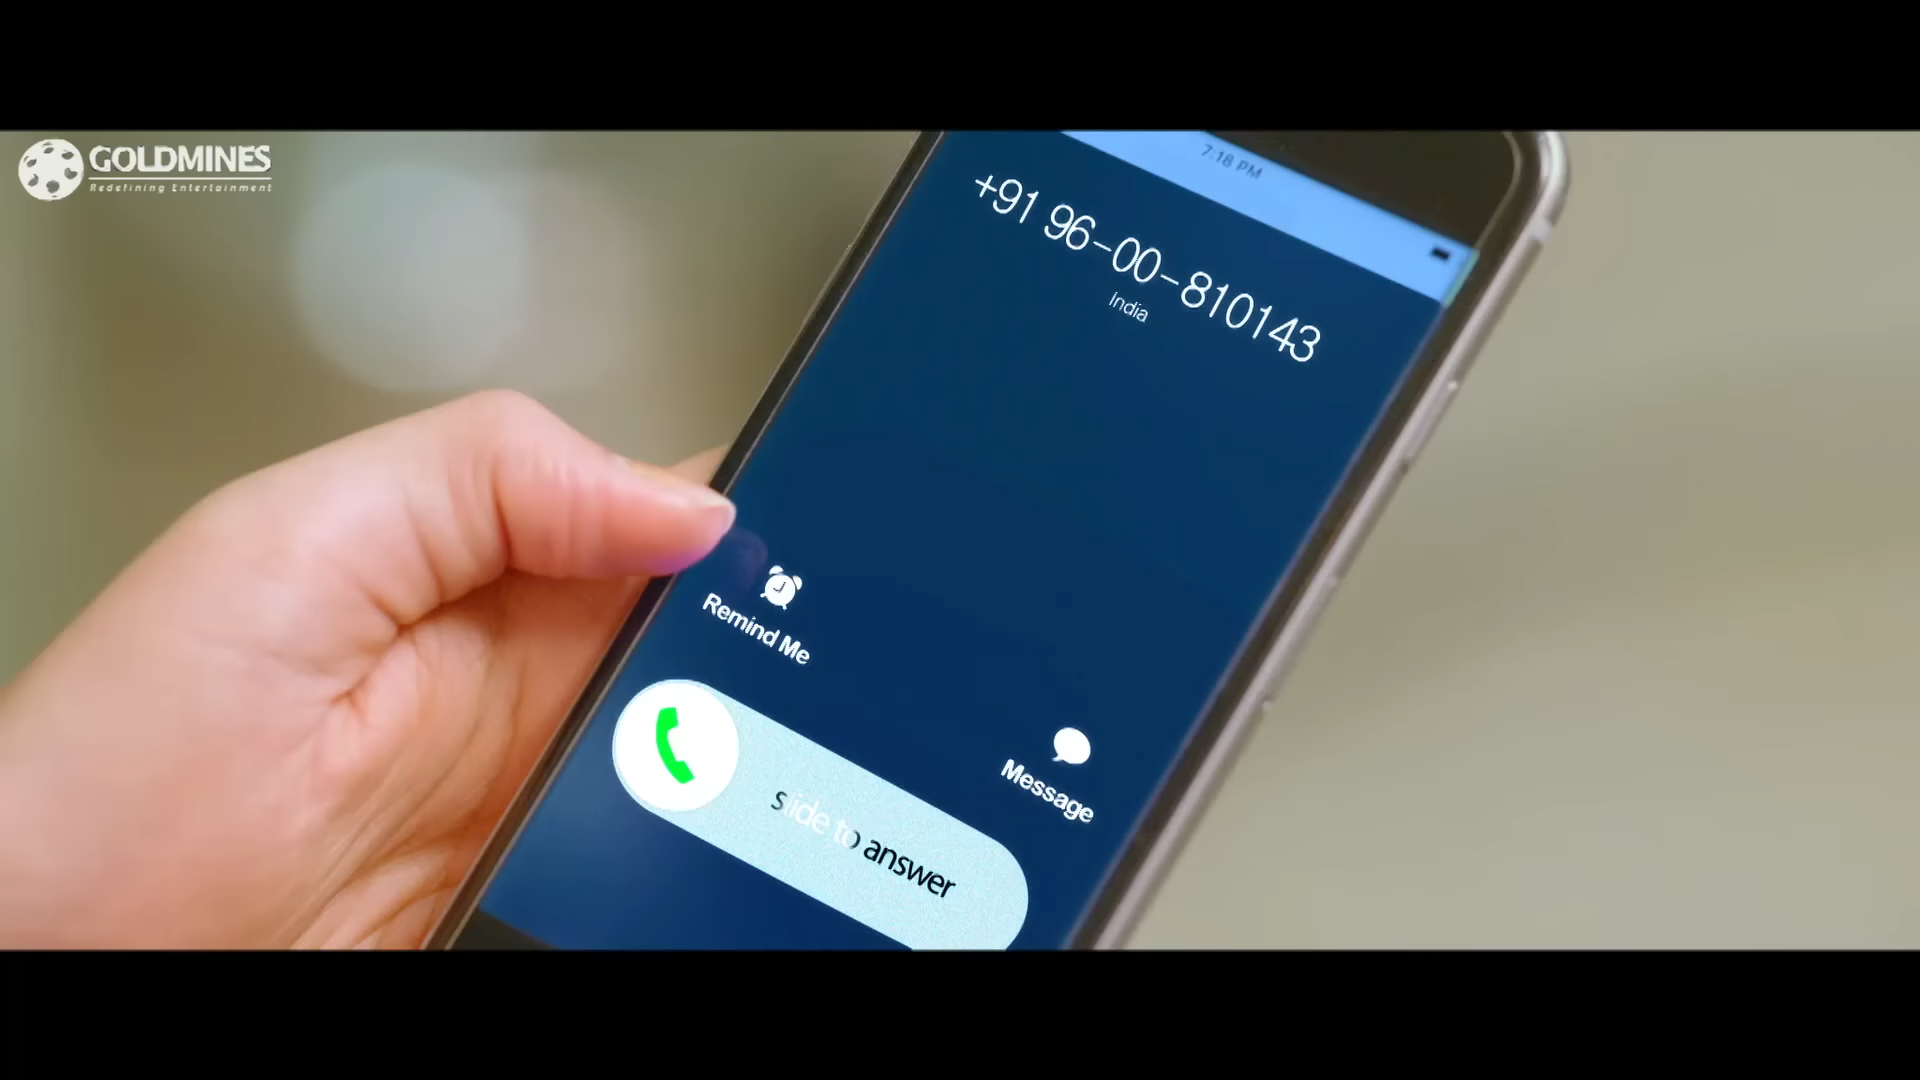 GOLDMINES
Redefining Entertainment
7:18 PM
+91 96-00-810143
india
Remind Me
Message
slide to answer